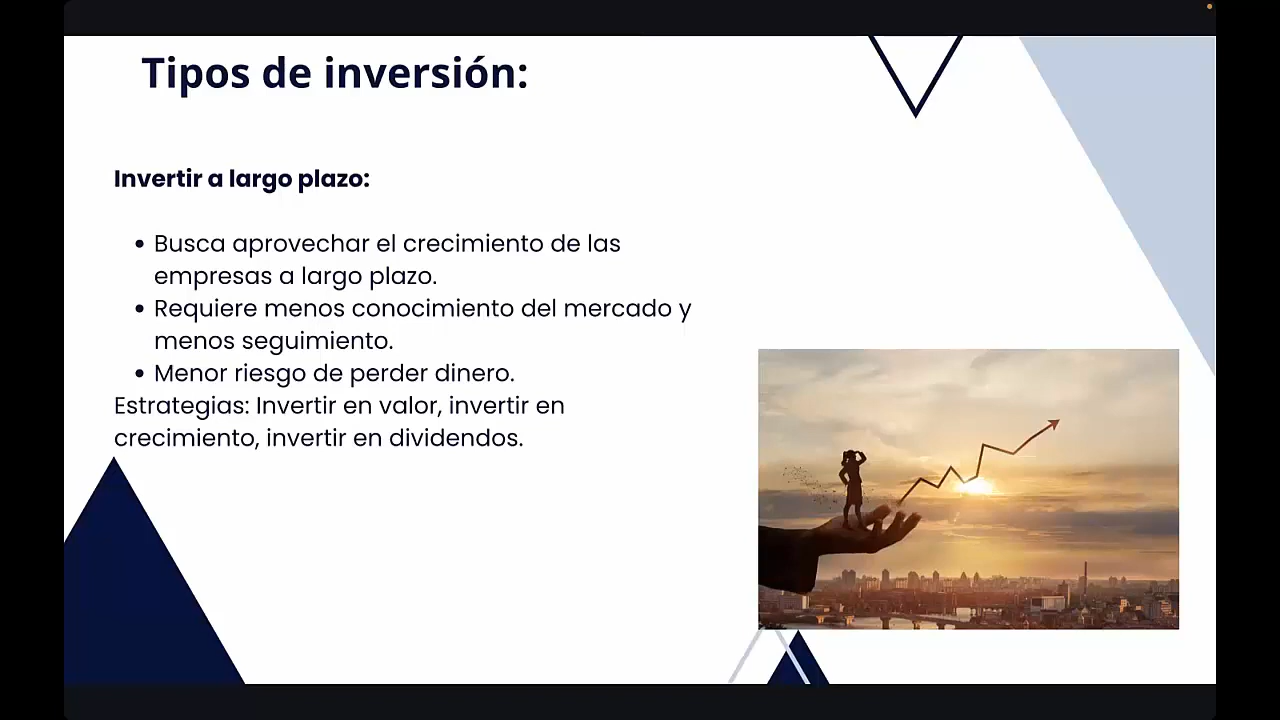 Tipos de inversión:
Invertir a largo plazo:
• Busca aprovechar el crecimiento de las
empresas a largo plazo.
• Requiere menos conocimiento del mercado y
menos seguimiento.
• Menor riesgo de perder dinero.
Estrategias: Invertir en valor, invertir en
crecimiento, invertir en dividendos.